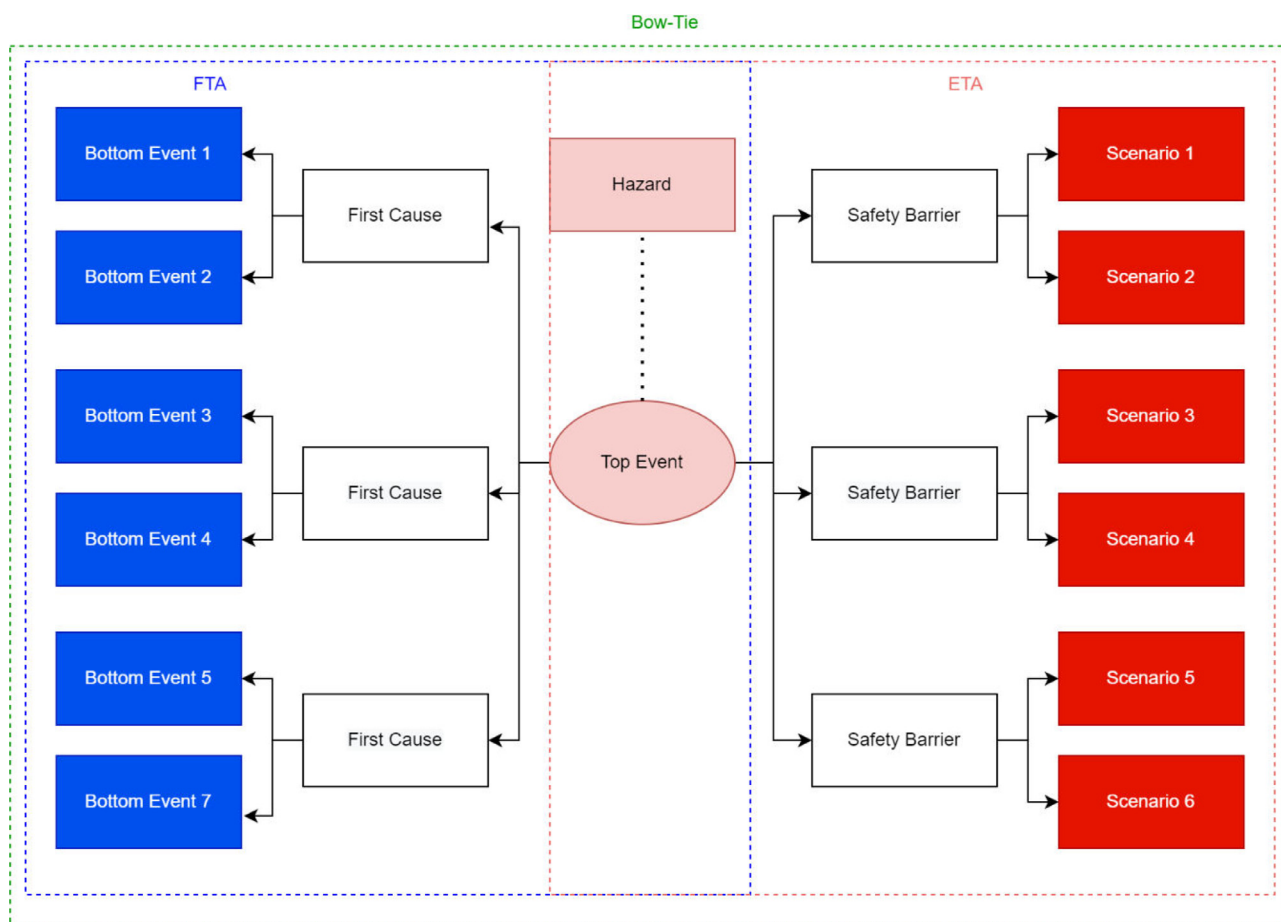 Bow-Tie
FTA
ETA
Bottom Event 1
Bottom Event 2
First Cause
Hazard
Safety Barrier
Scenario 1
Scenario 2
Bottom Event 3
Bottom Event 4
First Cause
Top Event
Safety Barrier
Scenario 3
Scenario 4
Bottom Event 5
Bottom Event 7
First Cause
Safety Barrier
Scenario 5
Scenario 6